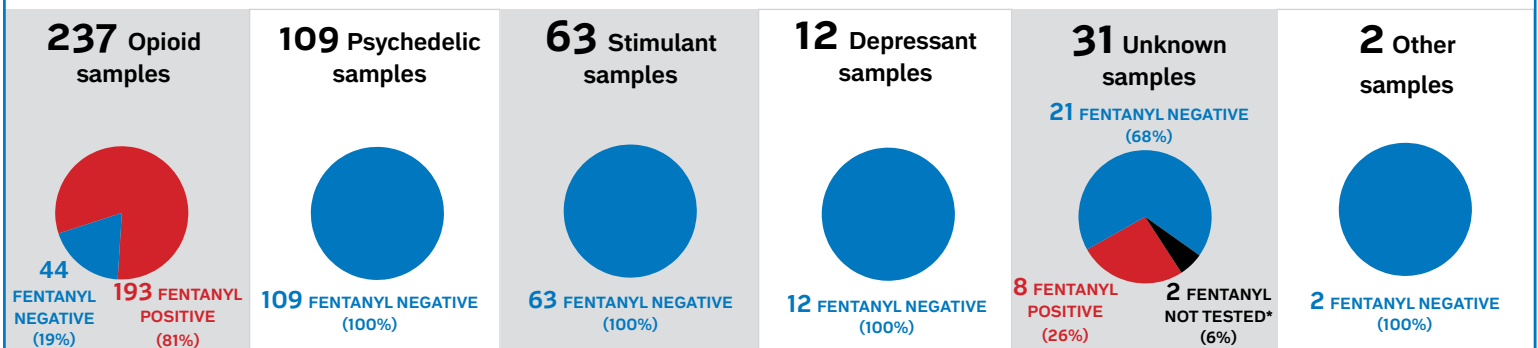 237 Opioid
samples
44
FENTANYL
NEGATIVE
(19%)
193 FENTANYL
POSITIVE
(81%)
109 Psychedelic
samples
109 FENTANYL NEGATIVE
(100%)
63 Stimulant
samples
63 FENTANYL NEGATIVE
(100%)
12 Depressant
samples
12 FENTANYL NEGATIVE
(100%)
31 Unknown
samples
21 FENTANYL NEGATIVE
(68%)
8 FENTANYL
POSITIVE
(26%)
2 FENTANYL
NOT TESTED*
(6%)
2 Other
samples
2 FENTANYL NEGATIVE
(100%)